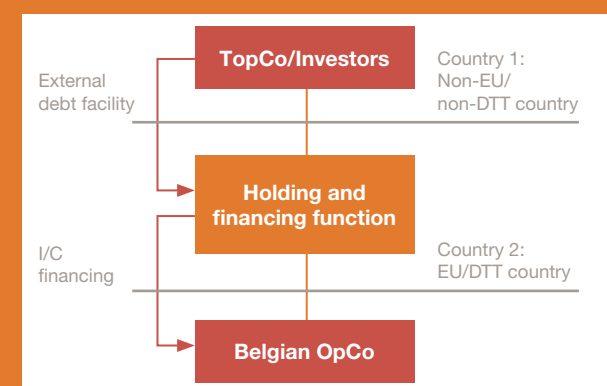 TopCo/Investors
External
debt facility
Country 1:
Non-EU/
non-DTT country
Holding and
financing function
I/C
financing
Country 2:
EU/DTT country
Belgian OpCo